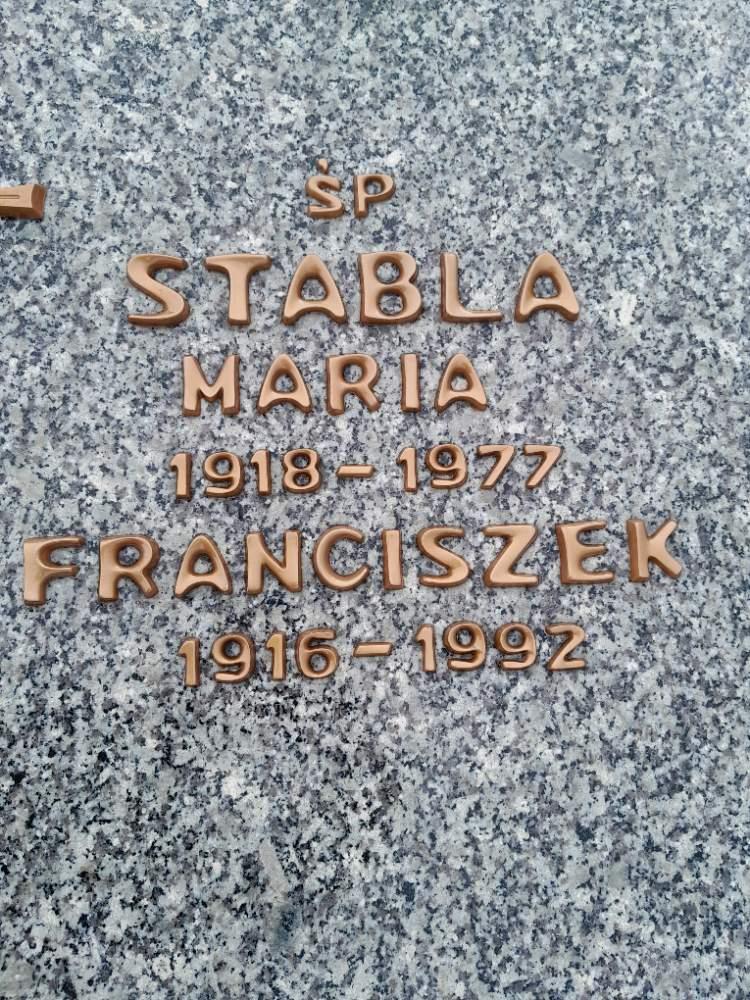 ŚP
STABLA
MARIA
1918-1977
FRANCISZEK
1916-1992